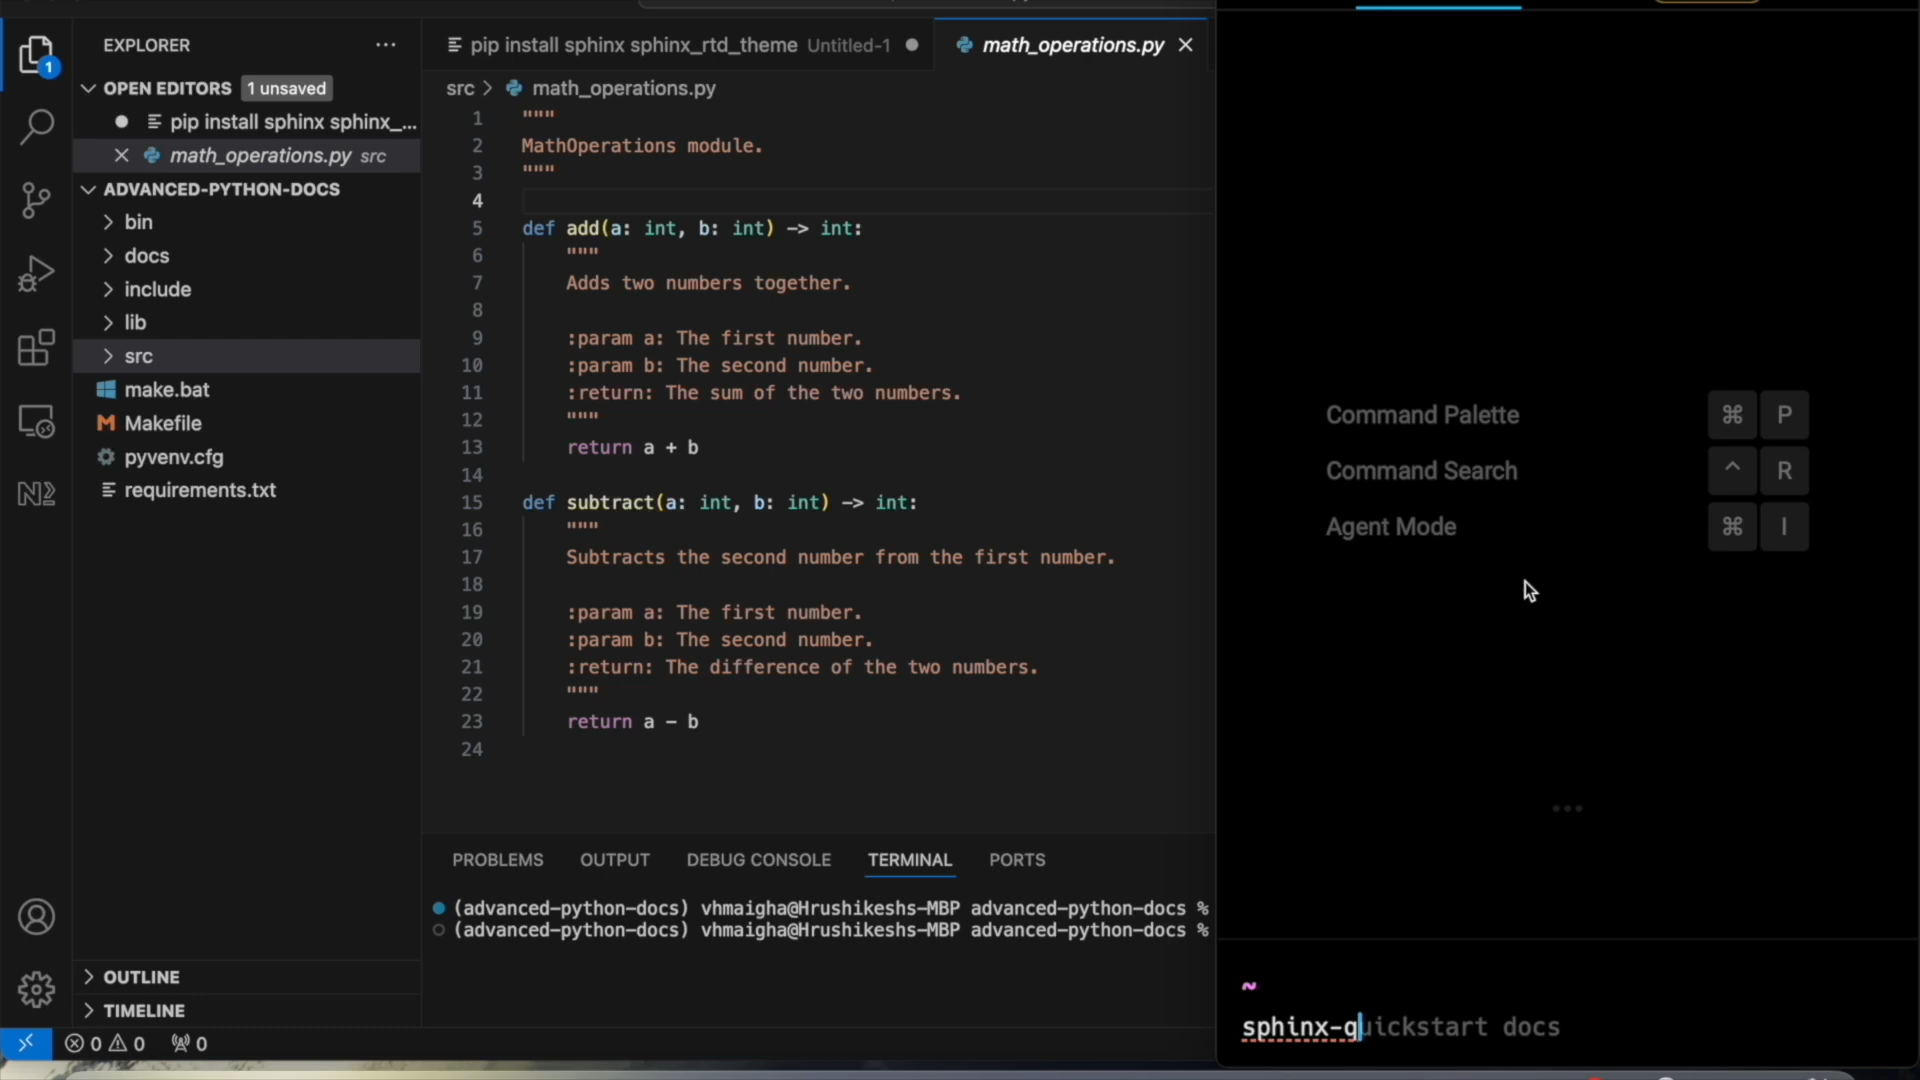 EXPLORER
OPEN EDITORS 1 unsaved
pip install sphinx sphinx_...
math_operations.py src
ADVANCED-PYTHON-DOCS
bin
docs
include
lib
src
make.bat
Makefile
pyvenv.cfg
requirements.txt
OUTLINE
TIMELINE
1
0 0 0
pip install sphinx sphinx_rtd_theme Untitled-1
math_operations.py
src > math_operations.py
1 """
2 MathOperations module.
3 """
4
5 def add(a: int, b: int) -> int:
6 """
7 Adds two numbers together.
8
9 :param a: The first number.
10 :param b: The second number.
11 :return: The sum of the two numbers.
12 """
13 return a + b
14
15 def subtract(a: int, b: int) -> int:
16 """
17 Subtracts the second number from the first number.
18
19 :param a: The first number.
20 :param b: The second number.
21 :return: The difference of the two numbers.
22 """
23 return a - b
24
PROBLEMS OUTPUT DEBUG CONSOLE TERMINAL PORTS
(advanced-python-docs) vhmaigha@Hrushikeshs-MBP advanced-python-docs %
(advanced-python-docs) vhmaigha@Hrushikeshs-MBP advanced-python-docs %
Command Palette ⌘ P
Command Search ^ R
Agent Mode ⌘ I
~
sphinx-quickstart docs